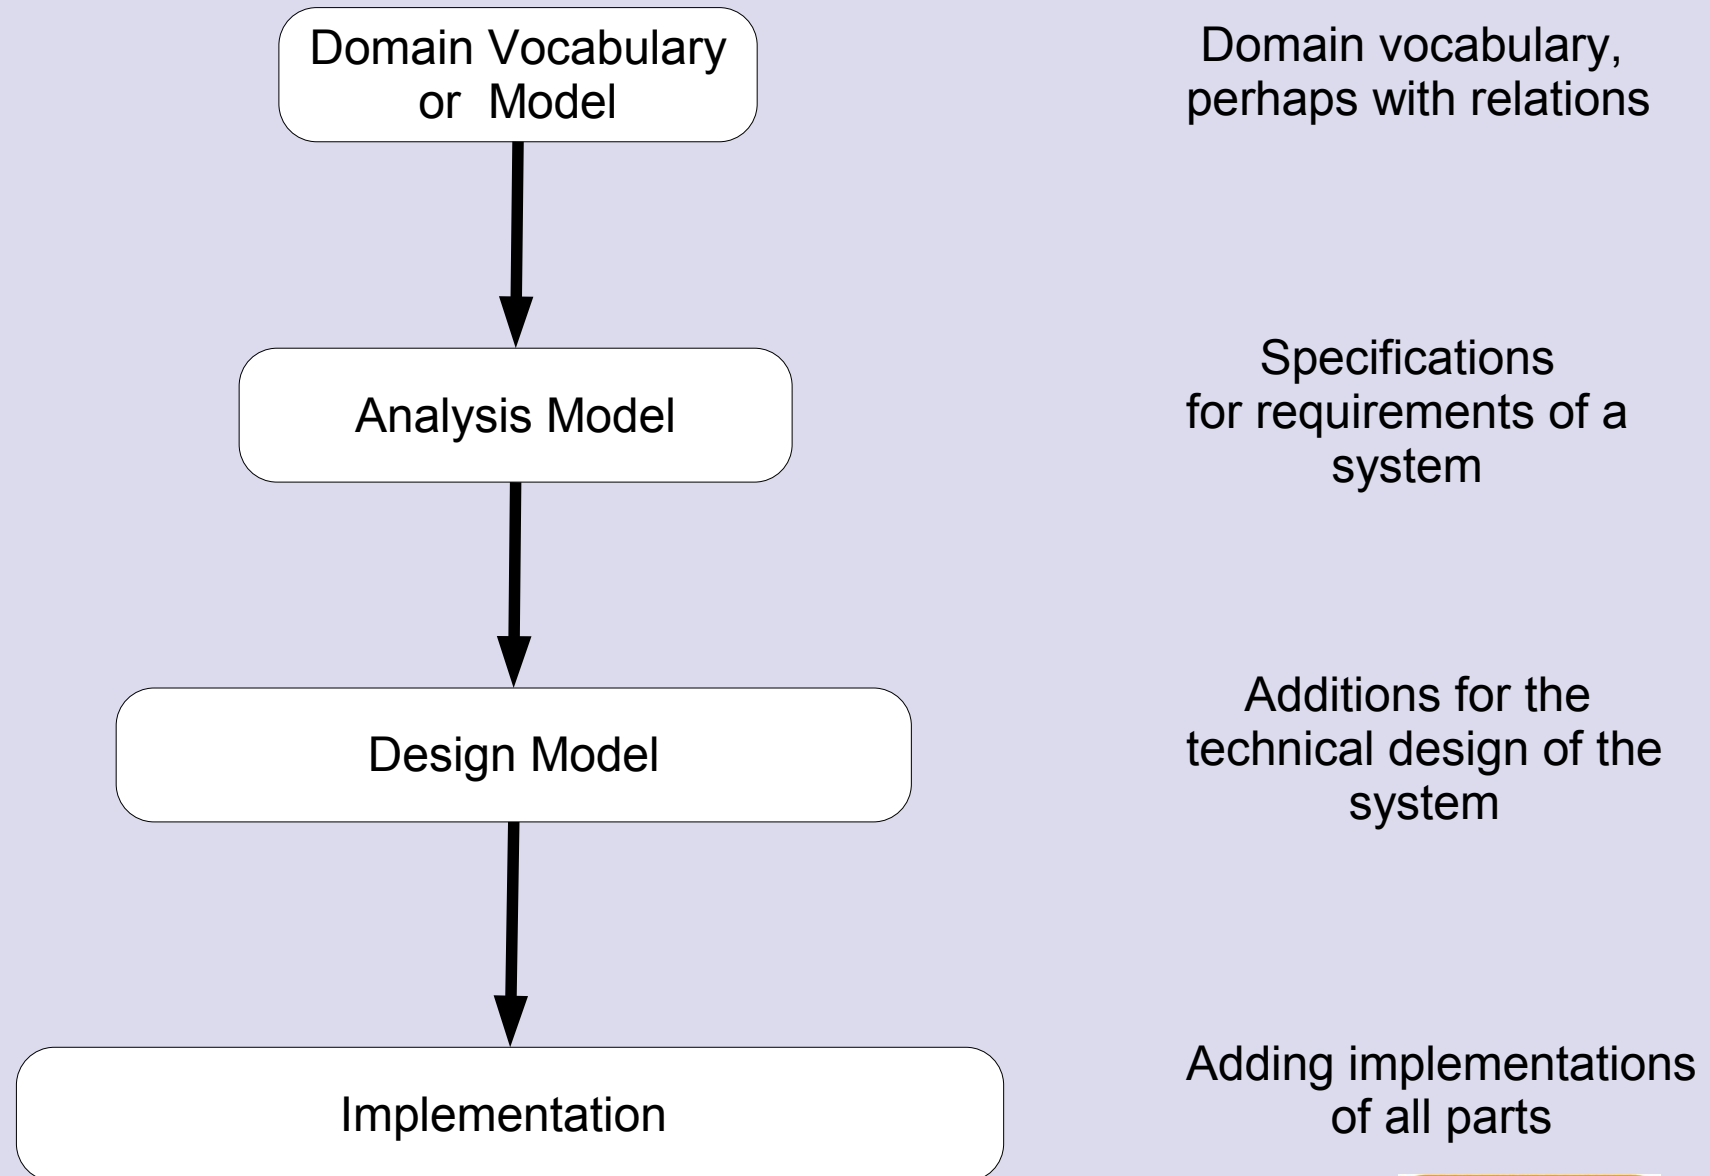 Domain Vocabulary
or Model
Domain vocabulary,
perhaps with relations
Analysis Model
Specifications
for requirements of a
system
Design Model
Additions for the
technical design of the
system
Implementation
Adding implementations
of all parts